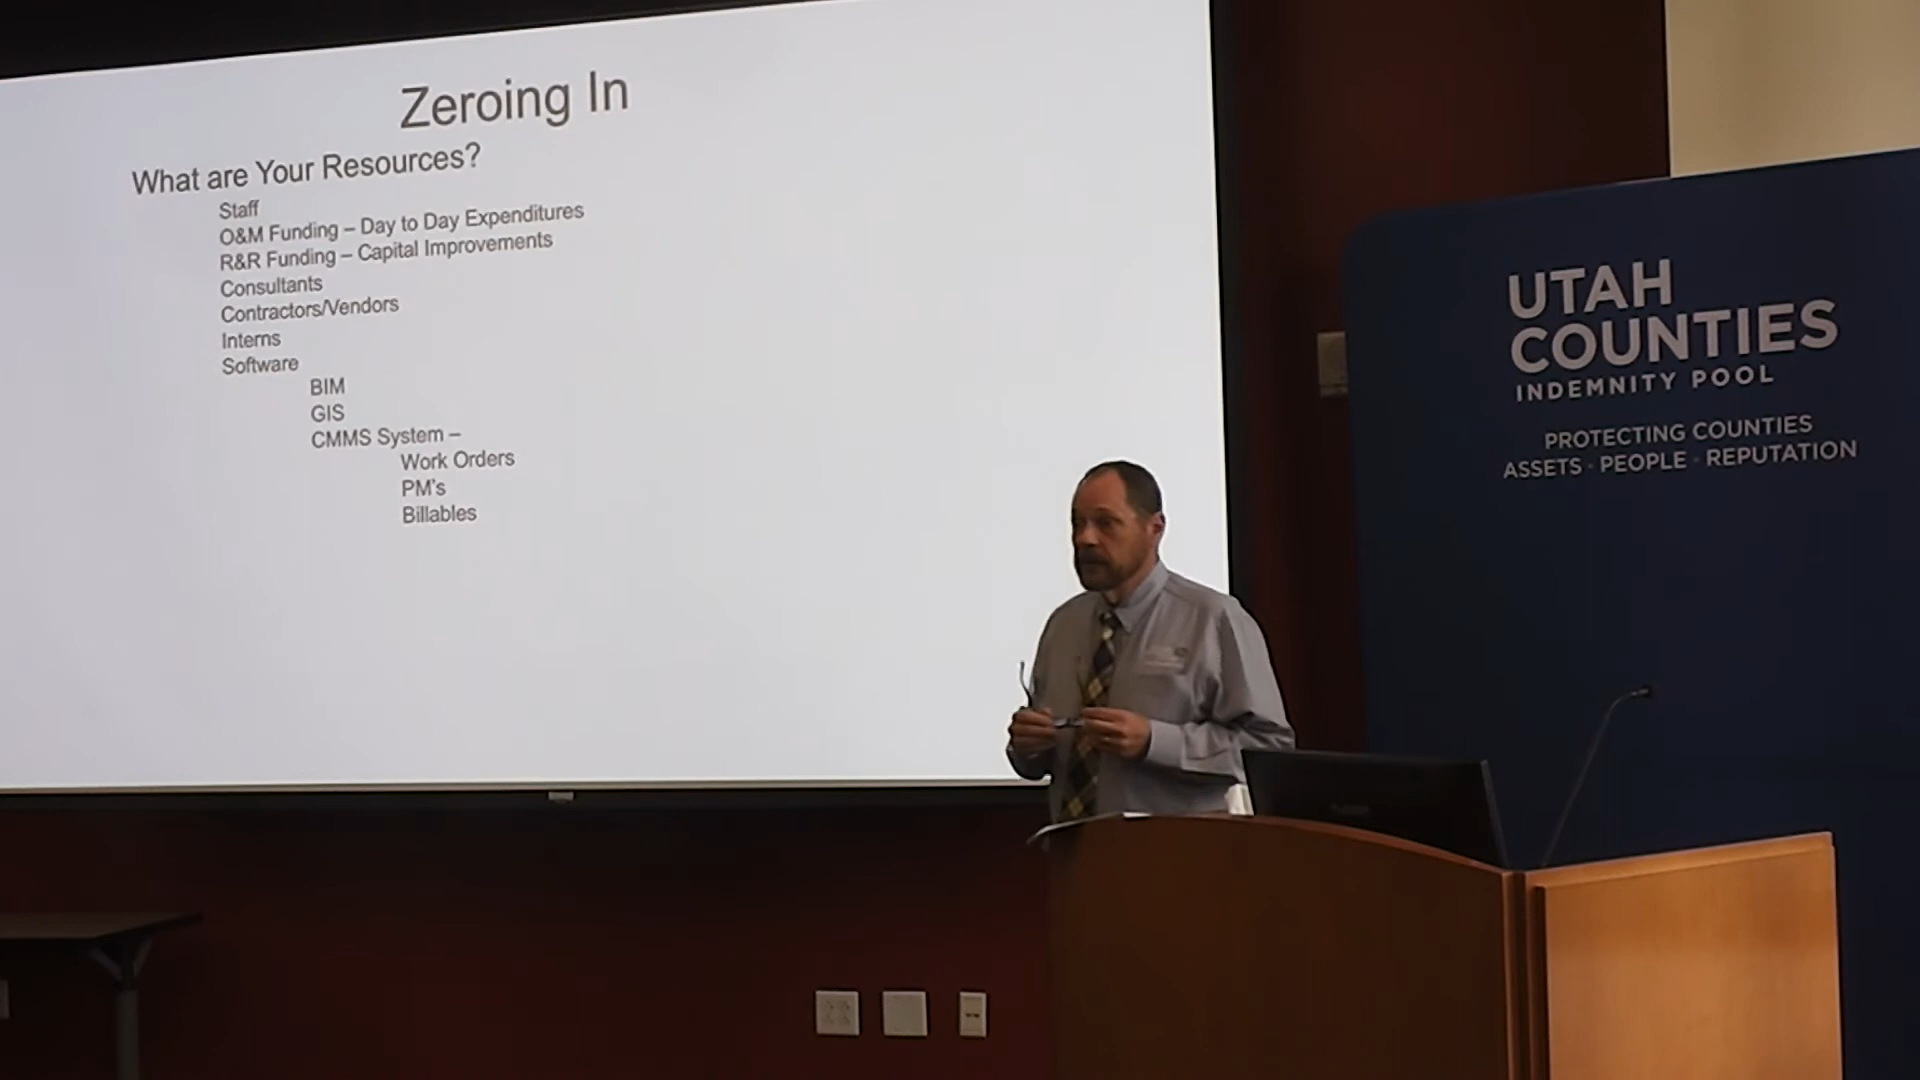 Zeroing In
What are Your Resources?
Staff
O&M Funding – Day to Day Expenditures
R&R Funding – Capital Improvements
Consultants
Contractors/Vendors
Interns
Software
BIM
GIS
CMMS System –
Work Orders
PM's
Billables
UTAH
COUNTIES
INDEMNITY POOL
PROTECTING COUNTIES
ASSETS · PEOPLE · REPUTATION